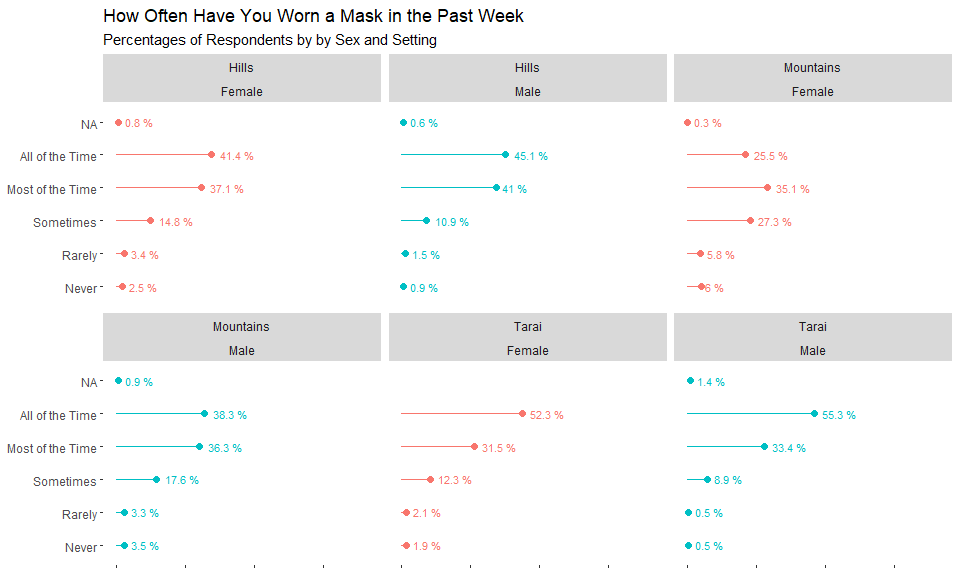 How Often Have You Worn a Mask in the Past Week
Percentages of Respondents by by Sex and Setting
Hills Hills Mountains
Female Male Female
NA 0.8 % 0.6 % 0.3 %
All of the Time 41.4 % 45.1 % 25.5 %
Most of the Time 37.1 % 41 % 35.1 %
Sometimes 14.8 % 10.9 % 27.3 %
Rarely 3.4 % 1.5 % 5.8 %
Never 2.5 % 0.9 % 6 %
Mountains Tarai Tarai
Male Female Male
NA 0.9 % 1.4 %
All of the Time 38.3 % 52.3 % 55.3 %
Most of the Time 36.3 % 31.5 % 33.4 %
Sometimes 17.6 % 12.3 % 8.9 %
Rarely 3.3 % 2.1 % 0.5 %
Never 3.5 % 1.9 % 0.5 %